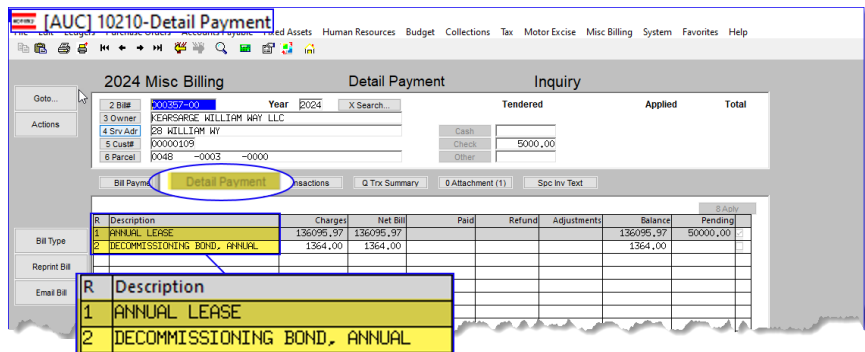 [AUC] 10210-Detail Payment
File Edit Ledgers Purchase Orders Accounts Payable Fixed Assets Human Resources Budget Collections Tax Motor Excise Misc Billing System Favorites Help
2024 Misc Billing Detail Payment Inquiry
Goto...
Actions
2 Bill# 000357-00 Year 2024 X Search... Tendered Applied Total
3 Owner KEARSARGE WILLIAM WAY LLC
4 Srv Adr 28 WILLIAM WY Cash
5 Cust# 00000109 Check 5000.00
6 Parcel 0048 -0003 -0000 Other
Bill Payme Detail Payment ansactions Q Trx Summary 0 Attachment (1) Spc Inv Text
8 Aply
R Description Charges Net Bill Paid Refund Adjustments Balance Pending
1 ANNUAL LEASE 136095.97 136095.97 136095.97 50000.00
2 DECOMMISSIONING BOND, ANNUAL 1364.00 1364.00 1364.00
Bill Type
Reprint Bill
Email Bill
R Description
1 ANNUAL LEASE
2 DECOMMISSIONING BOND, ANNUAL